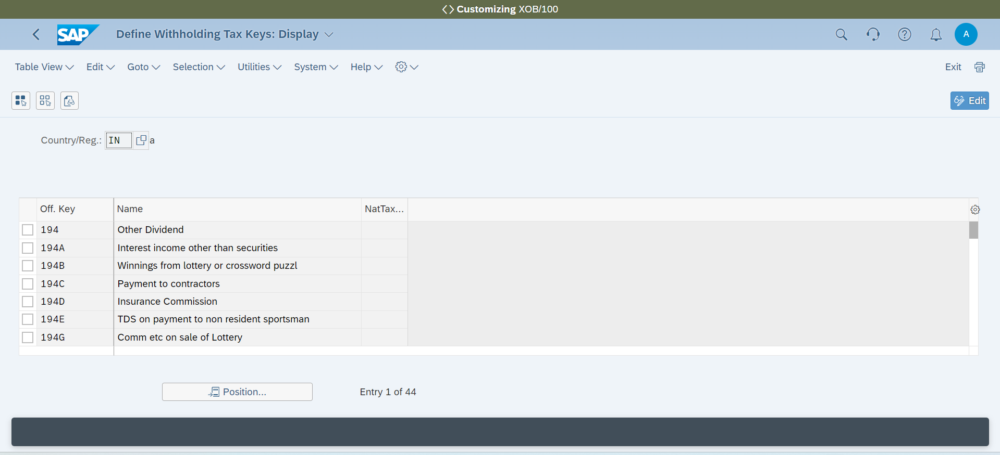 Customizing XOB/100
SAP Define Withholding Tax Keys: Display A
Table View Edit Goto Selection Utilities System Help Exit
Edit
Country/Reg.: IN a
Off. Key Name NatTax...
194 Other Dividend
194A Interest income other than securities
194B Winnings from lottery or crossword puzzl
194C Payment to contractors
194D Insurance Commission
194E TDS on payment to non resident sportsman
194G Comm etc on sale of Lottery
Position... Entry 1 of 44